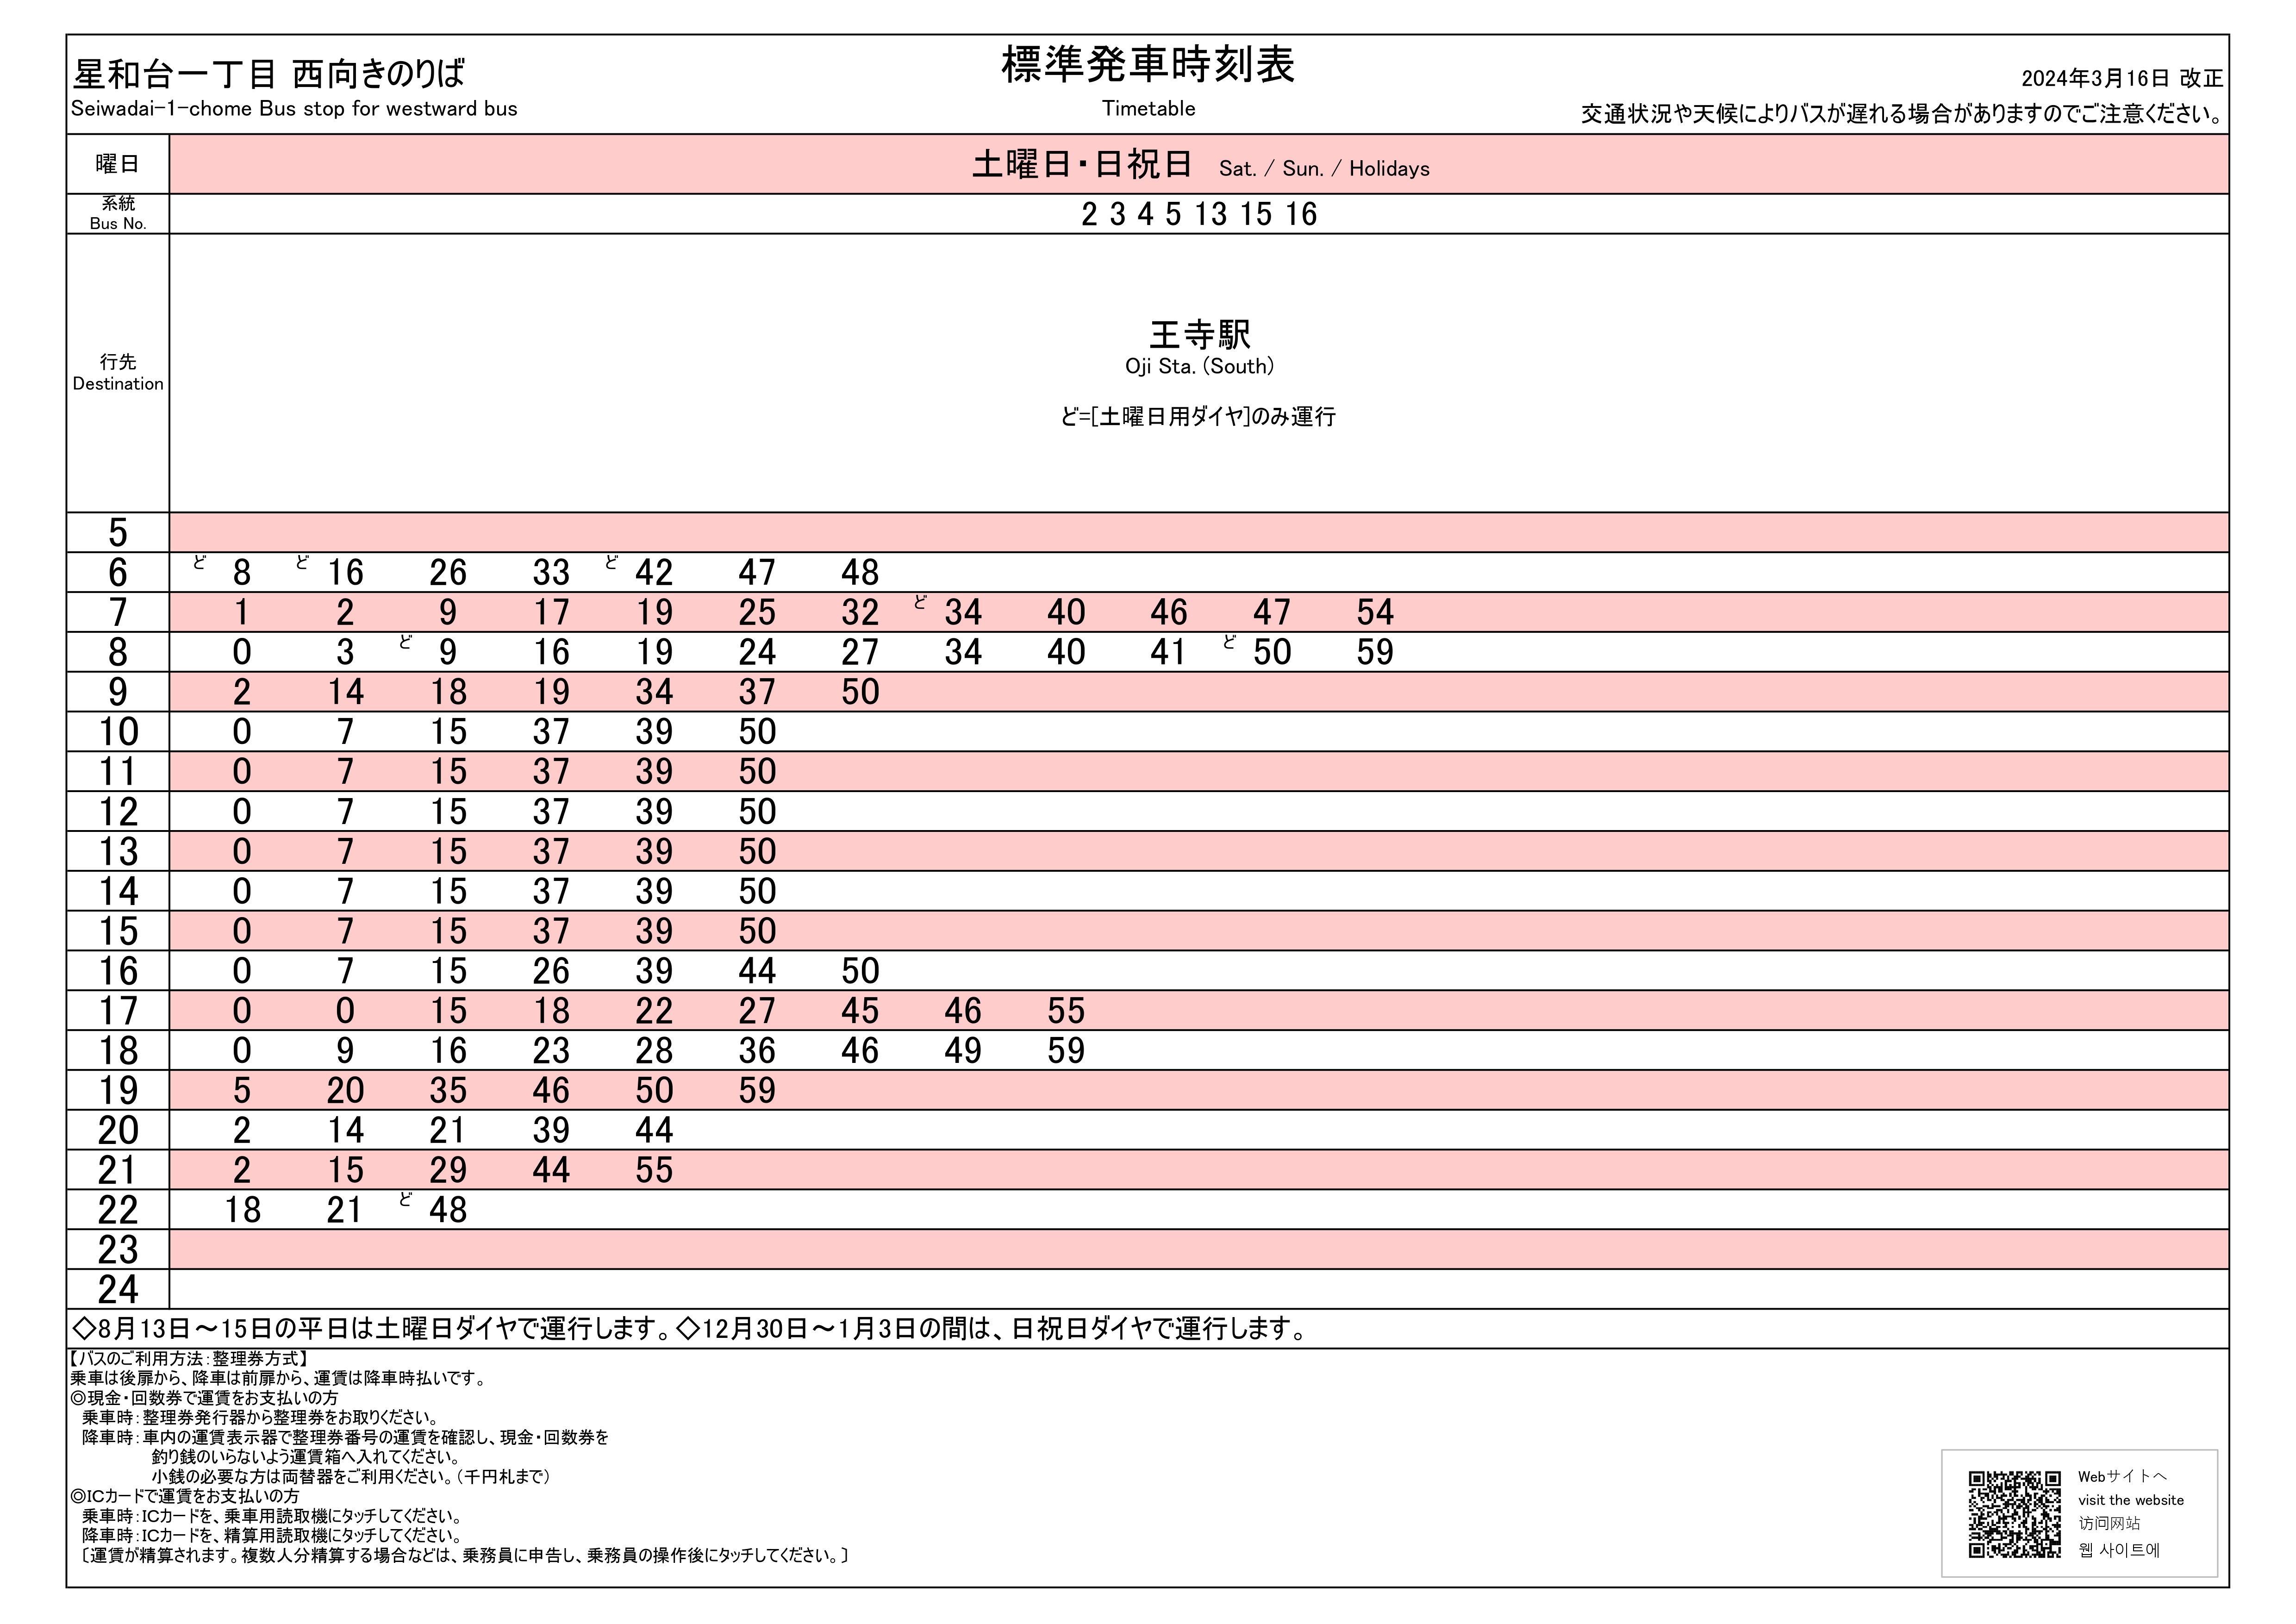 星和台一丁目 西向きのりば
Seiwadai-1-chome Bus stop for westward bus
標準発車時刻表
Timetable
2024年3月16日 改正
交通状況や天候によりバスが遅れる場合がありますのでご注意ください。
曜日 土曜日・日祝日 Sat. / Sun. / Holidays
系統
Bus No.
2 3 4 5 13 15 16
行先
Destination
王寺駅
Oji Sta. (South)
ど=[土曜日用ダイヤ]のみ運行
5
6 ど 8 ど 16 26 33 ど 42 47 48
7 1 2 9 17 19 25 32 ど 34 40 46 47 54
8 0 3 ど 9 16 19 24 27 34 40 41 ど 50 59
9 2 14 18 19 34 37 50
10 0 7 15 37 39 50
11 0 7 15 37 39 50
12 0 7 15 37 39 50
13 0 7 15 37 39 50
14 0 7 15 37 39 50
15 0 7 15 37 39 50
16 0 7 15 26 39 44 50
17 0 0 15 18 22 27 45 46 55
18 0 9 16 23 28 36 46 49 59
19 5 20 35 46 50 59
20 2 14 21 39 44
21 2 15 29 44 55
22 18 21 ど 48
23
24
◇8月13日～15日の平日は土曜日ダイヤで運行します。◇12月30日～1月3日の間は、日祝日ダイヤで運行します。
【バスのご利用方法：整理券方式】
乗車は後扉から、降車は前扉から、運賃は降車時払いです。
◎現金・回数券で運賃をお支払いの方
乗車時：整理券発行器から整理券をお取りください。
降車時：車内の運賃表示器で整理券番号の運賃を確認し、現金・回数券を
釣り銭のいらないよう運賃箱へ入れてください。
小銭の必要な方は両替器をご利用ください。（千円札まで）
◎ICカードで運賃をお支払いの方
乗車時：ICカードを、乗車用読取機にタッチしてください。
降車時：ICカードを、精算用読取機にタッチしてください。
〔運賃が精算されます。複数人分精算する場合などは、乗務員に申告し、乗務員の操作後にタッチしてください。〕
Webサイトへ
visit the website
访问网站
웹 사이트에